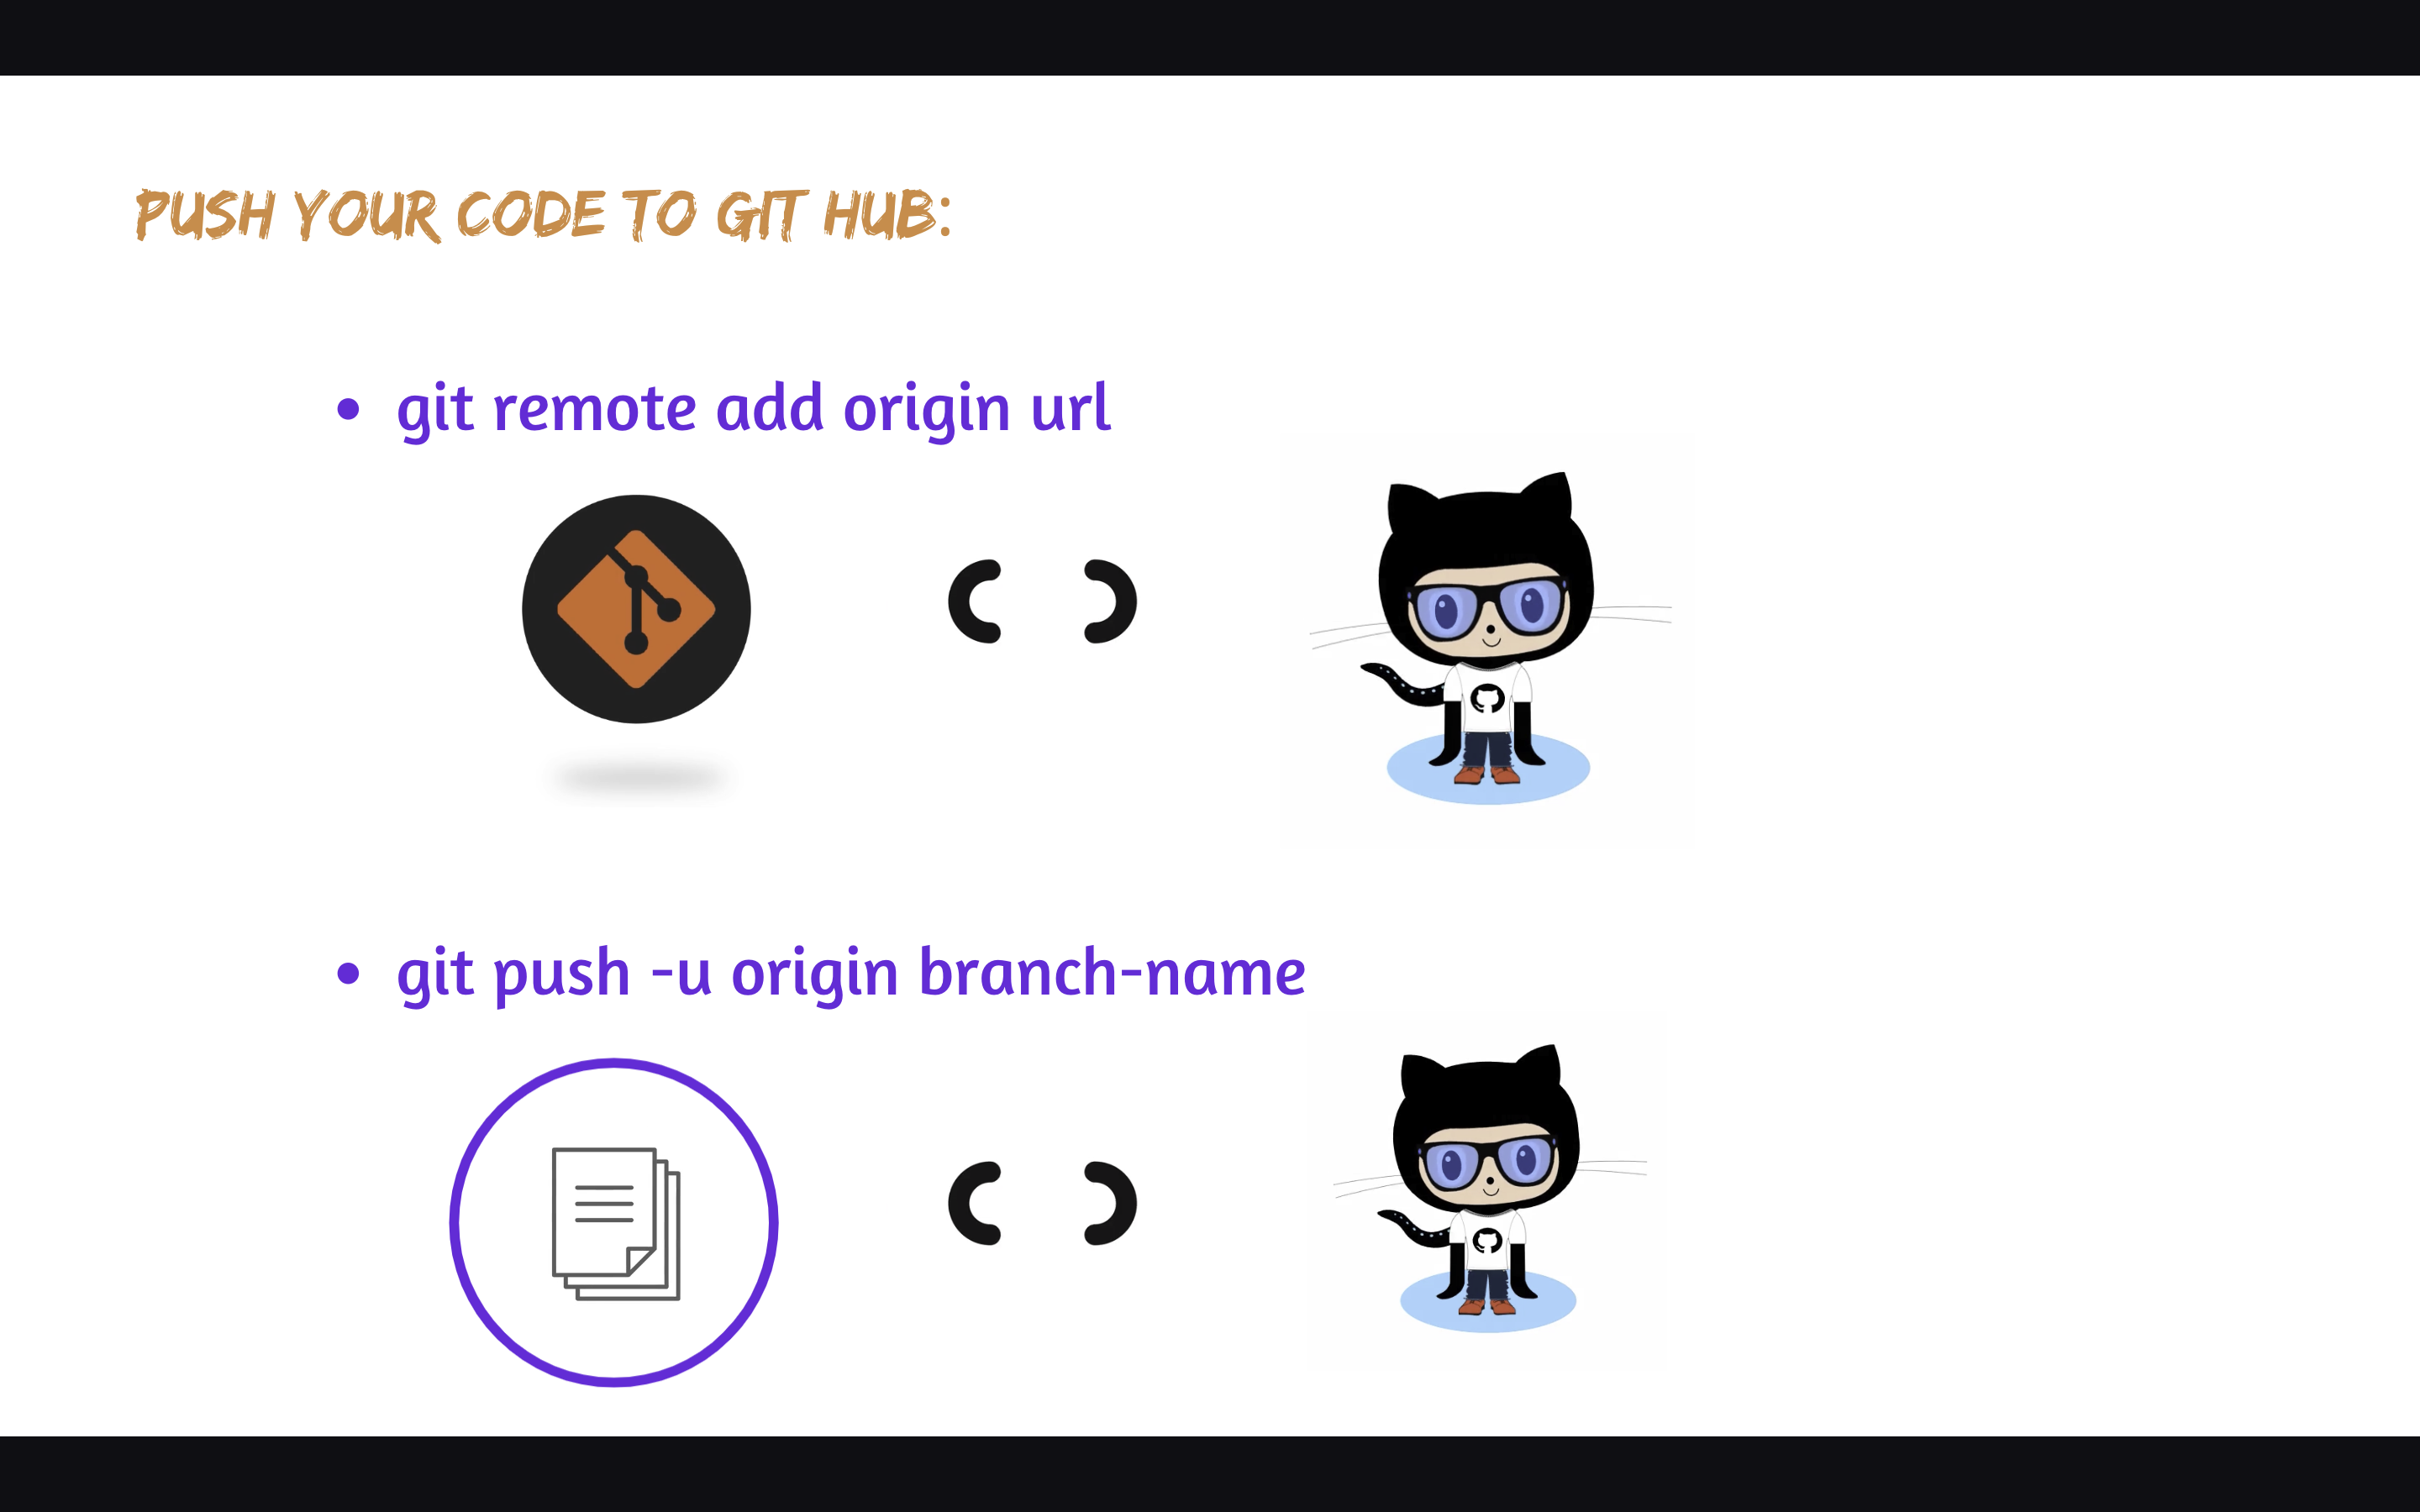 PUSH YOUR CODE TO GIT HUB:
• git remote add origin url
• git push -u origin branch-name